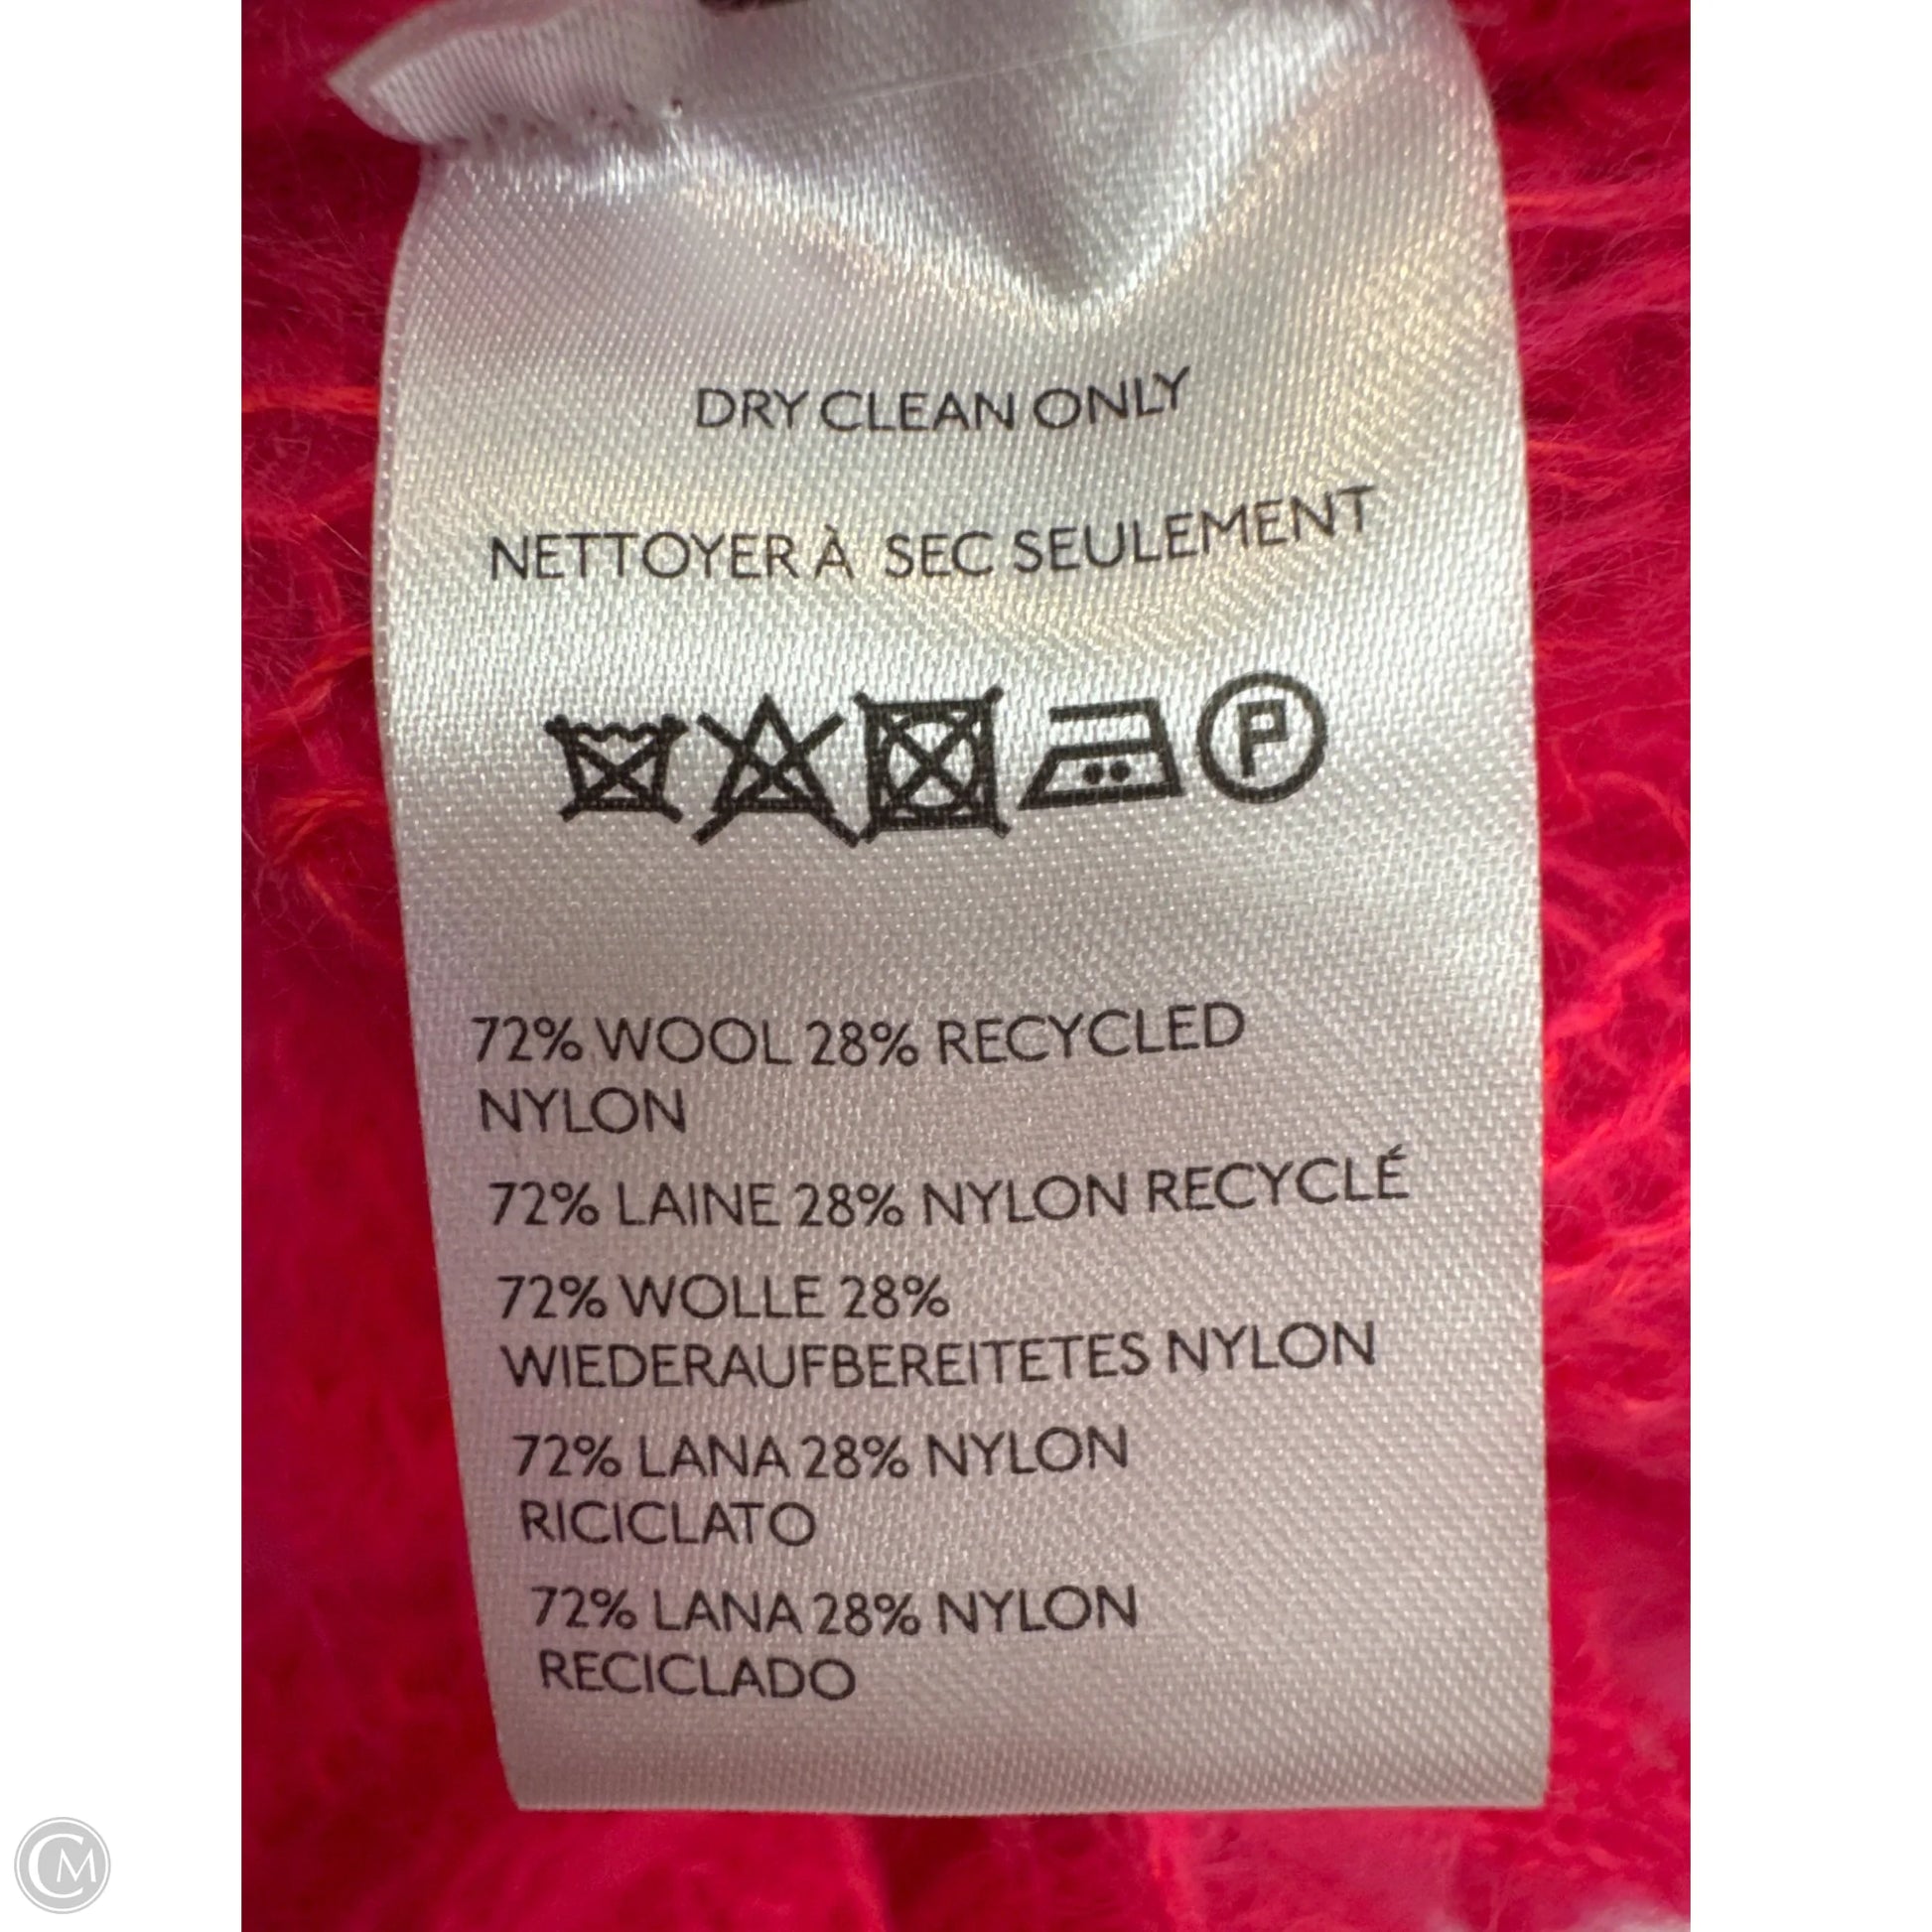 DRY CLEAN ONLY
NETTOYER À SEC SEULEMENT
P
72% WOOL 28% RECYCLED
NYLON
72% LAINE 28% NYLON RECYCLÉ
72% WOLLE 28%
WIEDERAUFBEREITETES NYLON
72% LANA 28% NYLON
RICICLATO
72% LANA 28% NYLON
RECICLADO
CM